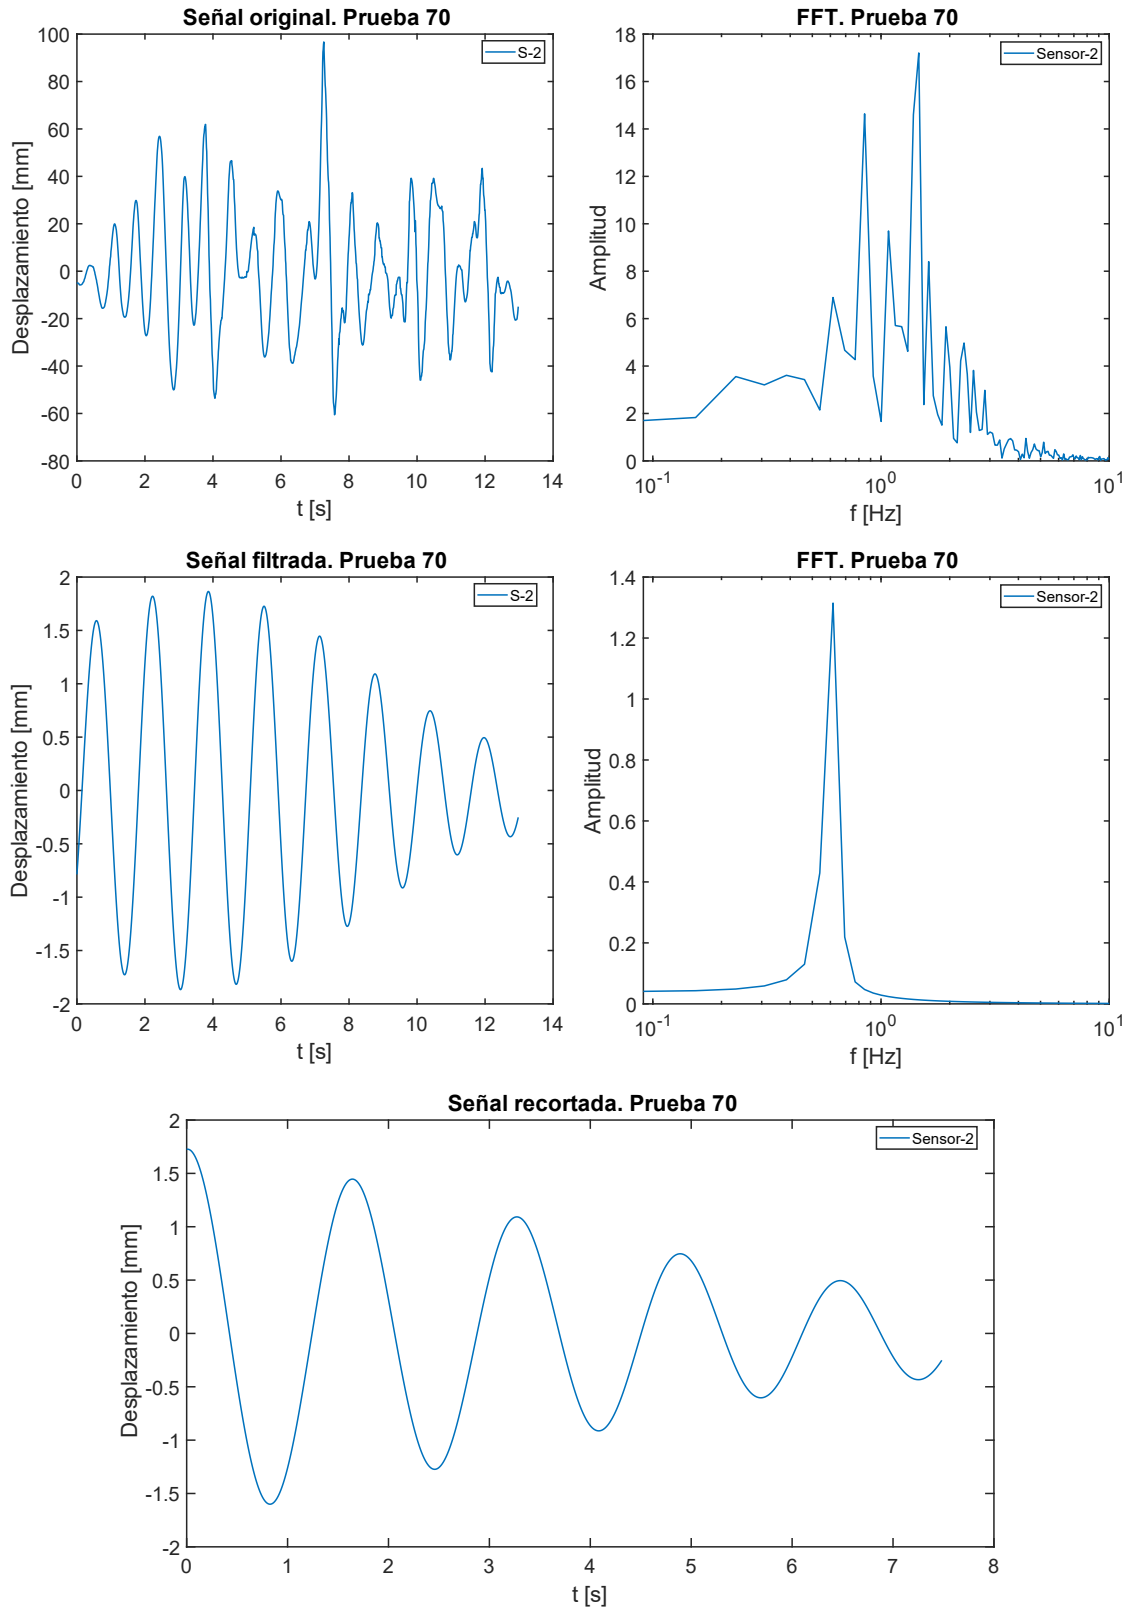 Señal original. Prueba 70
S-2
100
80
60
40
20
0
-20
-40
-60
-80
0 2 4 6 8 10 12 14
Desplazamiento [mm]
t [s]
FFT. Prueba 70
Sensor-2
18
16
14
12
10
8
6
4
2
0
10-1 100 101
Amplitud
f [Hz]
Señal filtrada. Prueba 70
S-2
2
1.5
1
0.5
0
-0.5
-1
-1.5
-2
0 2 4 6 8 10 12 14
Desplazamiento [mm]
t [s]
FFT. Prueba 70
Sensor-2
1.4
1.2
1
0.8
0.6
0.4
0.2
0
10-1 100 101
Amplitud
f [Hz]
Señal recortada. Prueba 70
Sensor-2
2
1.5
1
0.5
0
-0.5
-1
-1.5
-2
0 1 2 3 4 5 6 7 8
Desplazamiento [mm]
t [s]